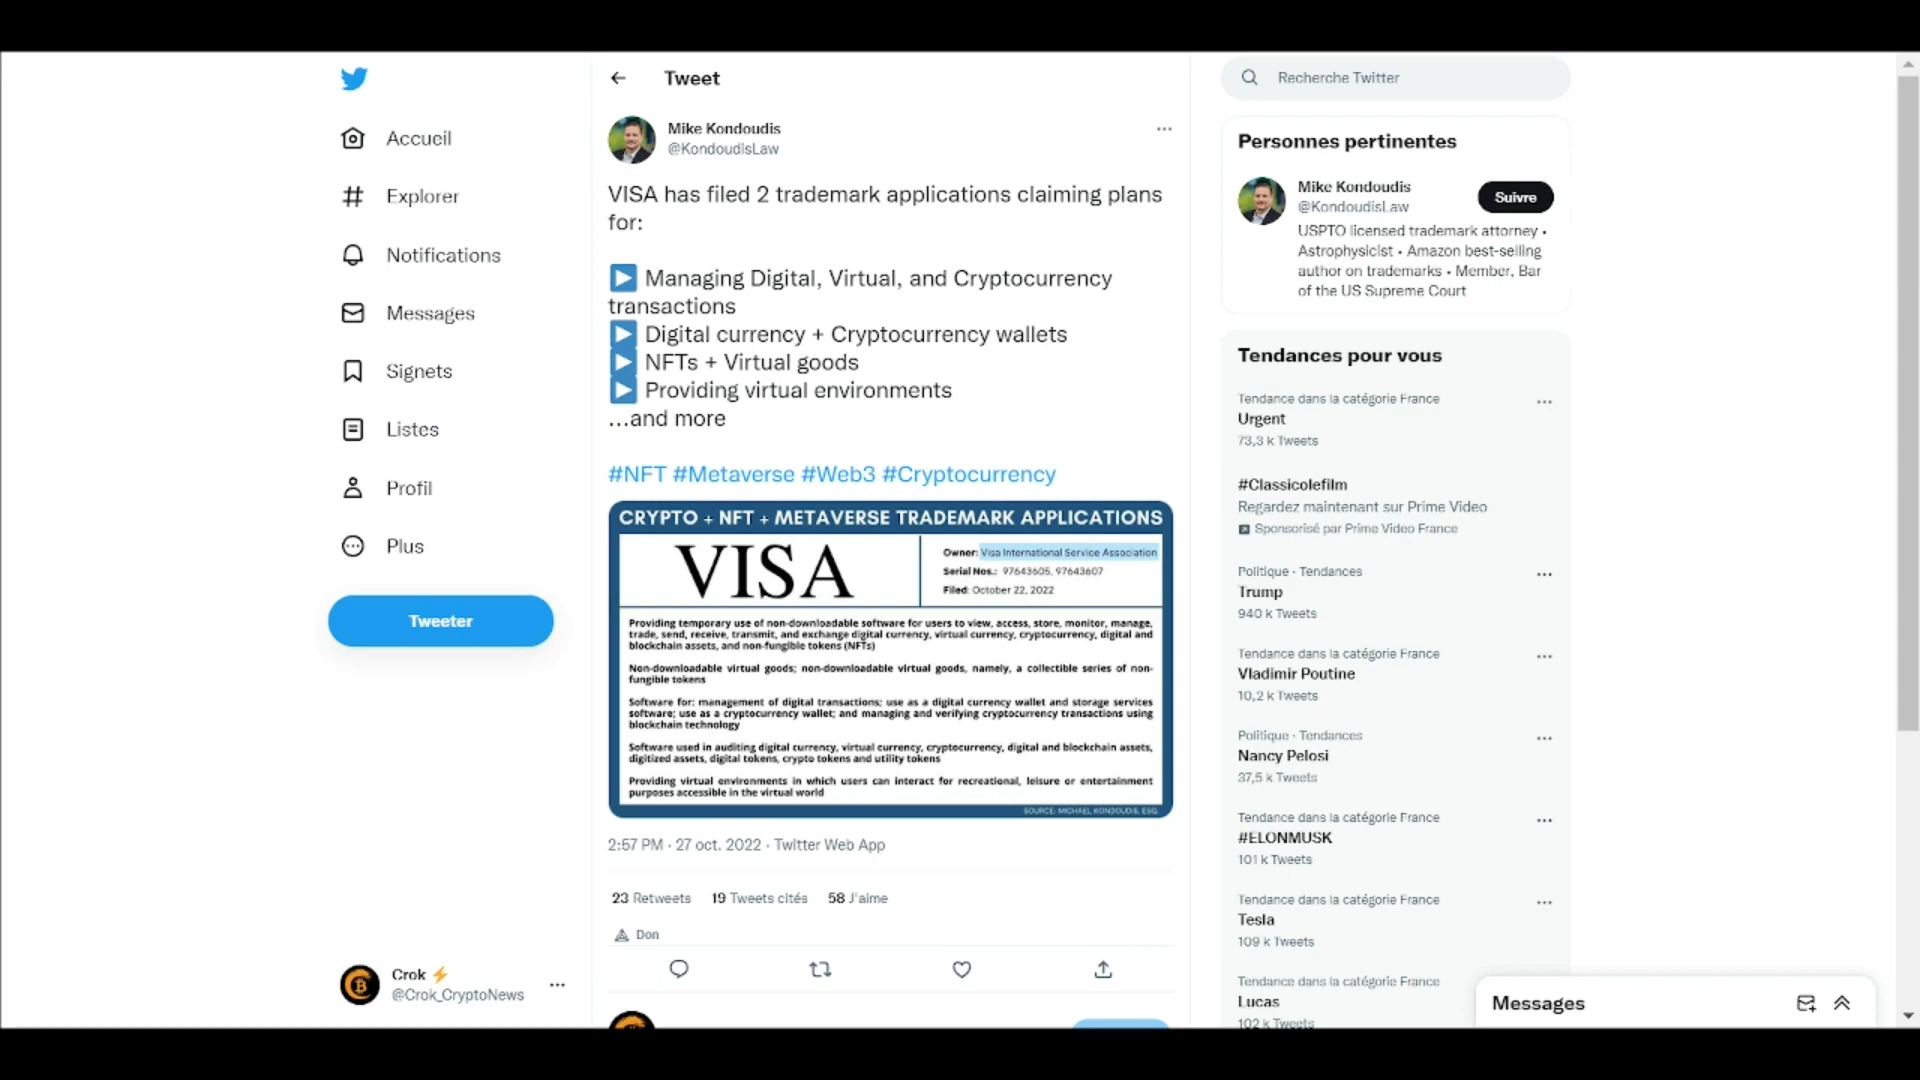 Accueil
Explorer
Notifications
Messages
Signets
Listes
Profil
Plus
Tweeter
Crok⚡
@Crok_CryptoNews
Tweet
Mike Kondoudis
@KondoudisLaw
VISA has filed 2 trademark applications claiming plans
for:
▶ Managing Digital, Virtual, and Cryptocurrency
transactions
▶ Digital currency + Cryptocurrency wallets
▶ NFTs + Virtual goods
▶ Providing virtual environments
...and more
#NFT #Metaverse #Web3 #Cryptocurrency
CRYPTO + NFT + METAVERSE TRADEMARK APPLICATIONS
VISA
Owner: Visa International Service Association
Serial Nos.: 97643605, 97643607
Filed: October 22, 2022
Providing temporary use of non-downloadable software for users to view, access, store, monitor, manage,
trade, send, receive, transmit, and exchange digital currency, virtual currency, cryptocurrency, digital and
blockchain assets, and non-fungible tokens (NFTs)
Non-downloadable virtual goods; non-downloadable virtual goods, namely, a collectible series of non-
fungible tokens
Software for: management of digital transactions; use as a digital currency wallet and storage services
software; use as a cryptocurrency wallet; and managing and verifying cryptocurrency transactions using
blockchain technology
Software used in auditing digital currency, virtual currency, cryptocurrency, digital and blockchain assets,
digitized assets, digital tokens, crypto tokens and utility tokens
Providing virtual environments in which users can interact for recreational, leisure or entertainment
purposes accessible in the virtual world
SOURCE: MICHAEL KONDOUDIS, ESQ.
2:57 PM · 27 oct. 2022 · Twitter Web App
23 Retweets 19 Tweets cités 58 J'aime
Don
Recherche Twitter
Personnes pertinentes
Mike Kondoudis
@KondoudisLaw
Suivre
USPTO licensed trademark attorney •
Astrophysicist • Amazon best-selling
author on trademarks • Member, Bar
of the US Supreme Court
Tendances pour vous
Tendance dans la catégorie France
Urgent
73,3 k Tweets
#Classicolefilm
Regardez maintenant sur Prime Video
Sponsorisé par Prime Video France
Politique · Tendances
Trump
940 k Tweets
Tendance dans la catégorie France
Vladimir Poutine
10,2 k Tweets
Politique · Tendances
Nancy Pelosi
37,5 k Tweets
Tendance dans la catégorie France
#ELONMUSK
101 k Tweets
Tendance dans la catégorie France
Tesla
109 k Tweets
Tendance dans la catégorie France
Lucas
102 k Tweets
Messages